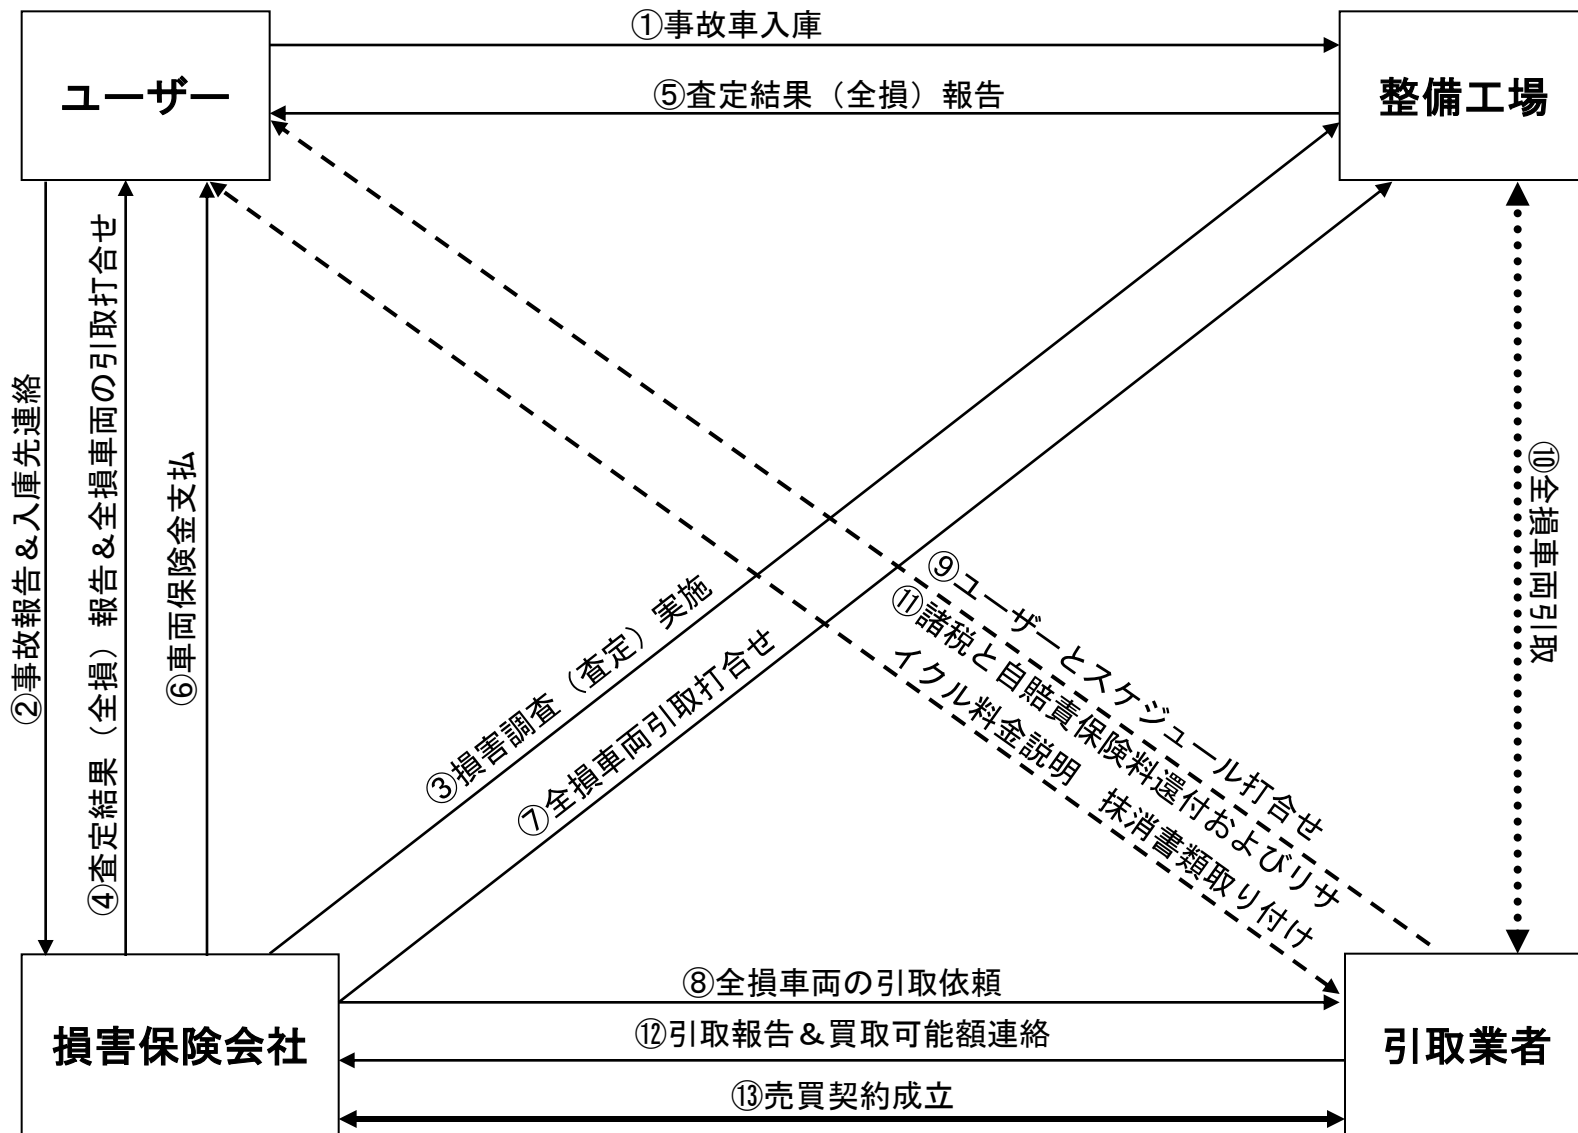 ①事故車入庫
ユーザー
⑤査定結果（全損）報告
整備工場
②事故報告＆入庫先連絡
④査定結果（全損）報告＆全損車両の引取打合せ
⑥車両保険金支払
③損害調査（査定）実施
⑦全損車両引取打合せ
⑨ユーザーとスケジュール打合せ
⑪諸税と自賠責保険料還付およびリサ
イクル料金説明　抹消書類取り付け
⑩全損車両引取
⑧全損車両の引取依頼
⑫引取報告＆買取可能額連絡
⑬売買契約成立
損害保険会社
引取業者